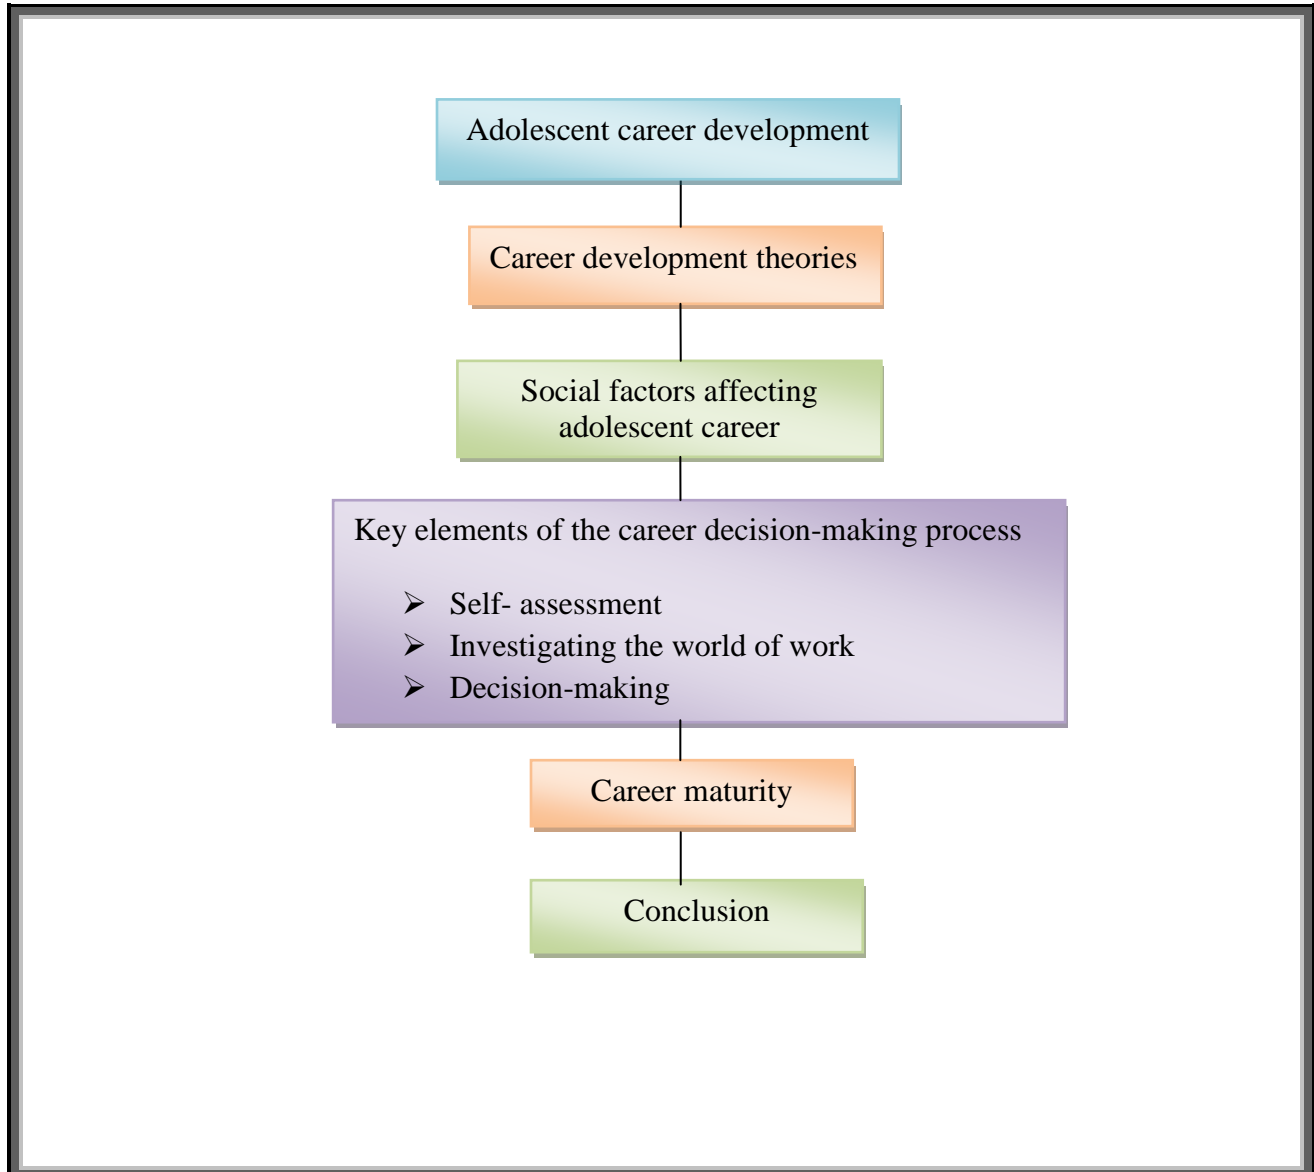 Adolescent career development
Career development theories
Social factors affecting
adolescent career
Key elements of the career decision-making process
➢ Self- assessment
➢ Investigating the world of work
➢ Decision-making
Career maturity
Conclusion